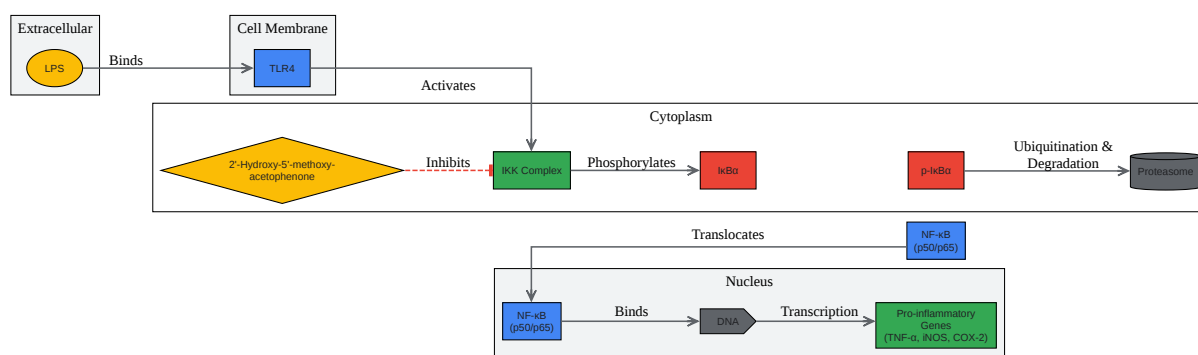 Extracellular
LPS
Binds
Cell Membrane
TLR4
Activates
Cytoplasm
2'-Hydroxy-5'-methoxy-
acetophenone
Inhibits
IKK Complex
Phosphorylates
IκBα
p-IκBα
Ubiquitination &
Degradation
Proteasome
Translocates
NF-κB
(p50/p65)
Nucleus
NF-κB
(p50/p65)
Binds
DNA
Transcription
Pro-inflammatory
Genes
(TNF-α, iNOS, COX-2)